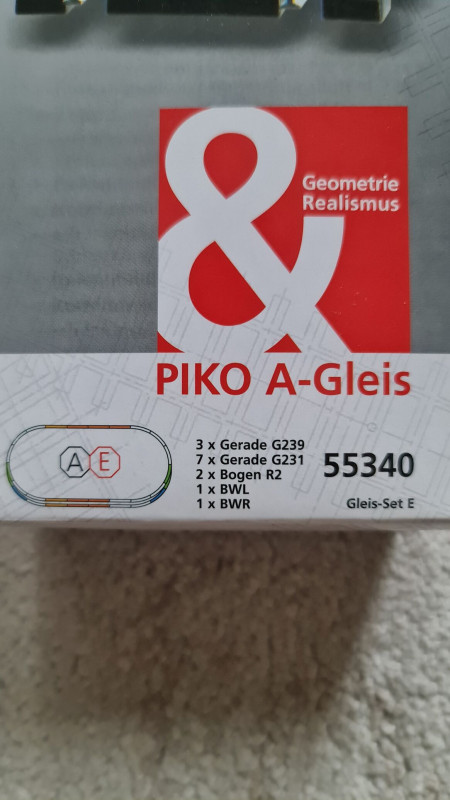 &
Geometrie
Realismus
PIKO A-Gleis
A E
3 x Gerade G239
7 x Gerade G231
2 x Bogen R2
1 x BWL
1 x BWR
55340
Gleis-Set E